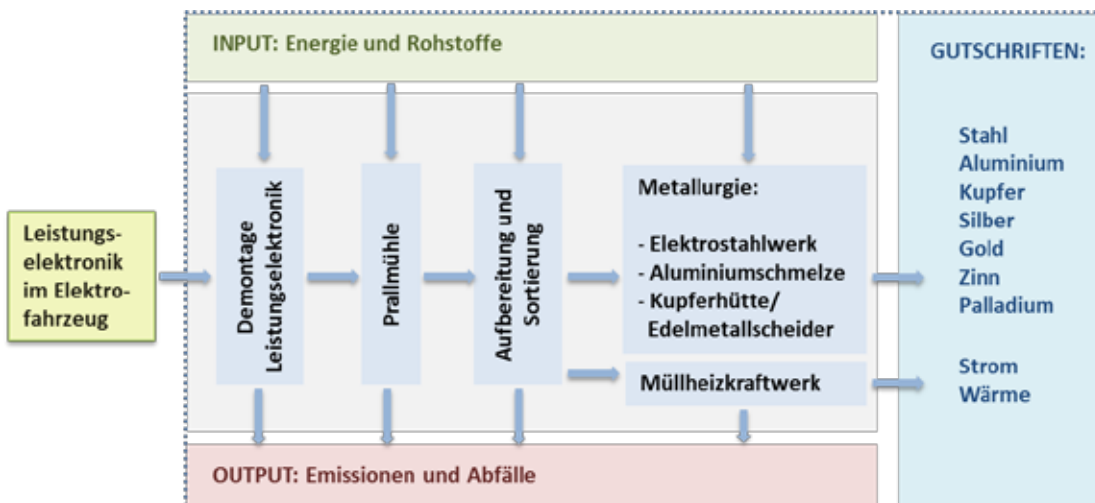 INPUT: Energie und Rohstoffe
GUTSCHRIFTEN:
Leistungs-
elektronik
im Elektro-
fahrzeug
Demontage
Leistungselektronik
Prallmühle
Aufbereitung und
Sortierung
Metallurgie:
- Elektrostahlwerk
- Aluminiumschmelze
- Kupferhütte/
Edelmetallscheider
Müllheizkraftwerk
Stahl
Aluminium
Kupfer
Silber
Gold
Zinn
Palladium
Strom
Wärme
OUTPUT: Emissionen und Abfälle